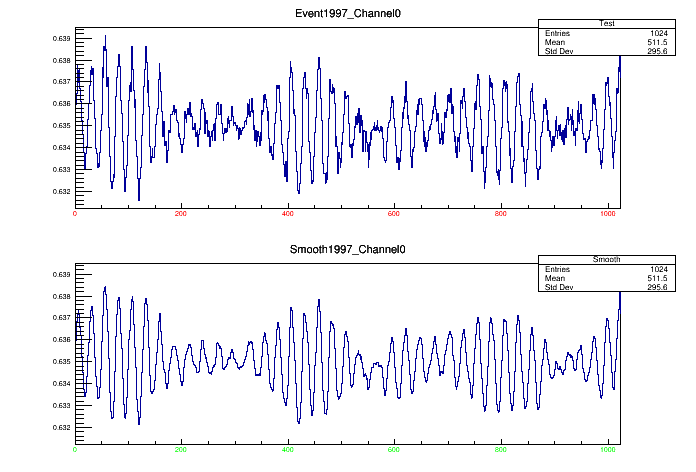 Event1997_Channel0
Test
Entries 1024
Mean 511.5
Std Dev 295.6
0.639
0.638
0.637
0.636
0.635
0.634
0.633
0.632
0 200 400 600 800 1000
Smooth1997_Channel0
Smooth
Entries 1024
Mean 511.5
Std Dev 295.6
0.639
0.638
0.637
0.636
0.635
0.634
0.633
0.632
0 200 400 600 800 1000